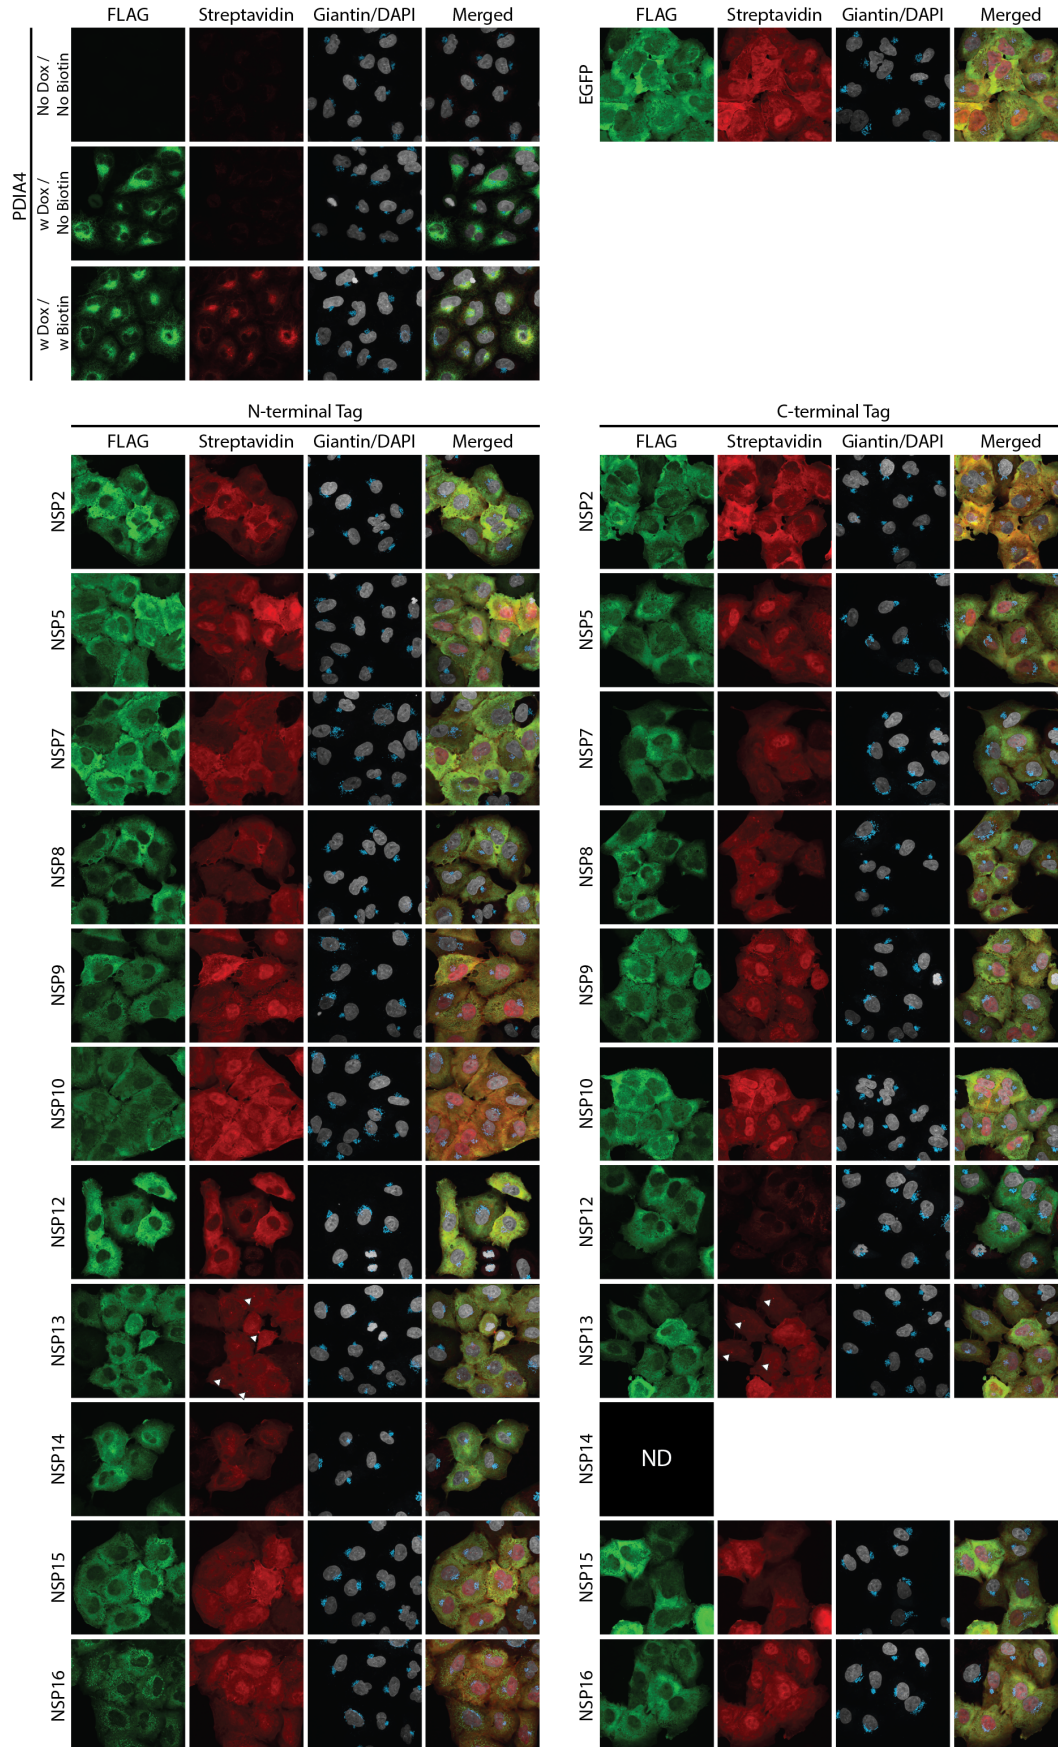 FLAG Streptavidin Giantin/DAPI Merged
FLAG Streptavidin Giantin/DAPI Merged
PDIA4
No Dox /
No Biotin
w Dox /
No Biotin
w Dox /
w Biotin
EGFP
N-terminal Tag
C-terminal Tag
FLAG Streptavidin Giantin/DAPI Merged
FLAG Streptavidin Giantin/DAPI Merged
NSP2
NSP2
NSP5
NSP5
NSP7
NSP7
NSP8
NSP8
NSP9
NSP9
NSP10
NSP10
NSP12
NSP12
NSP13
NSP13
NSP14
NSP14
ND
NSP15
NSP15
NSP16
NSP16